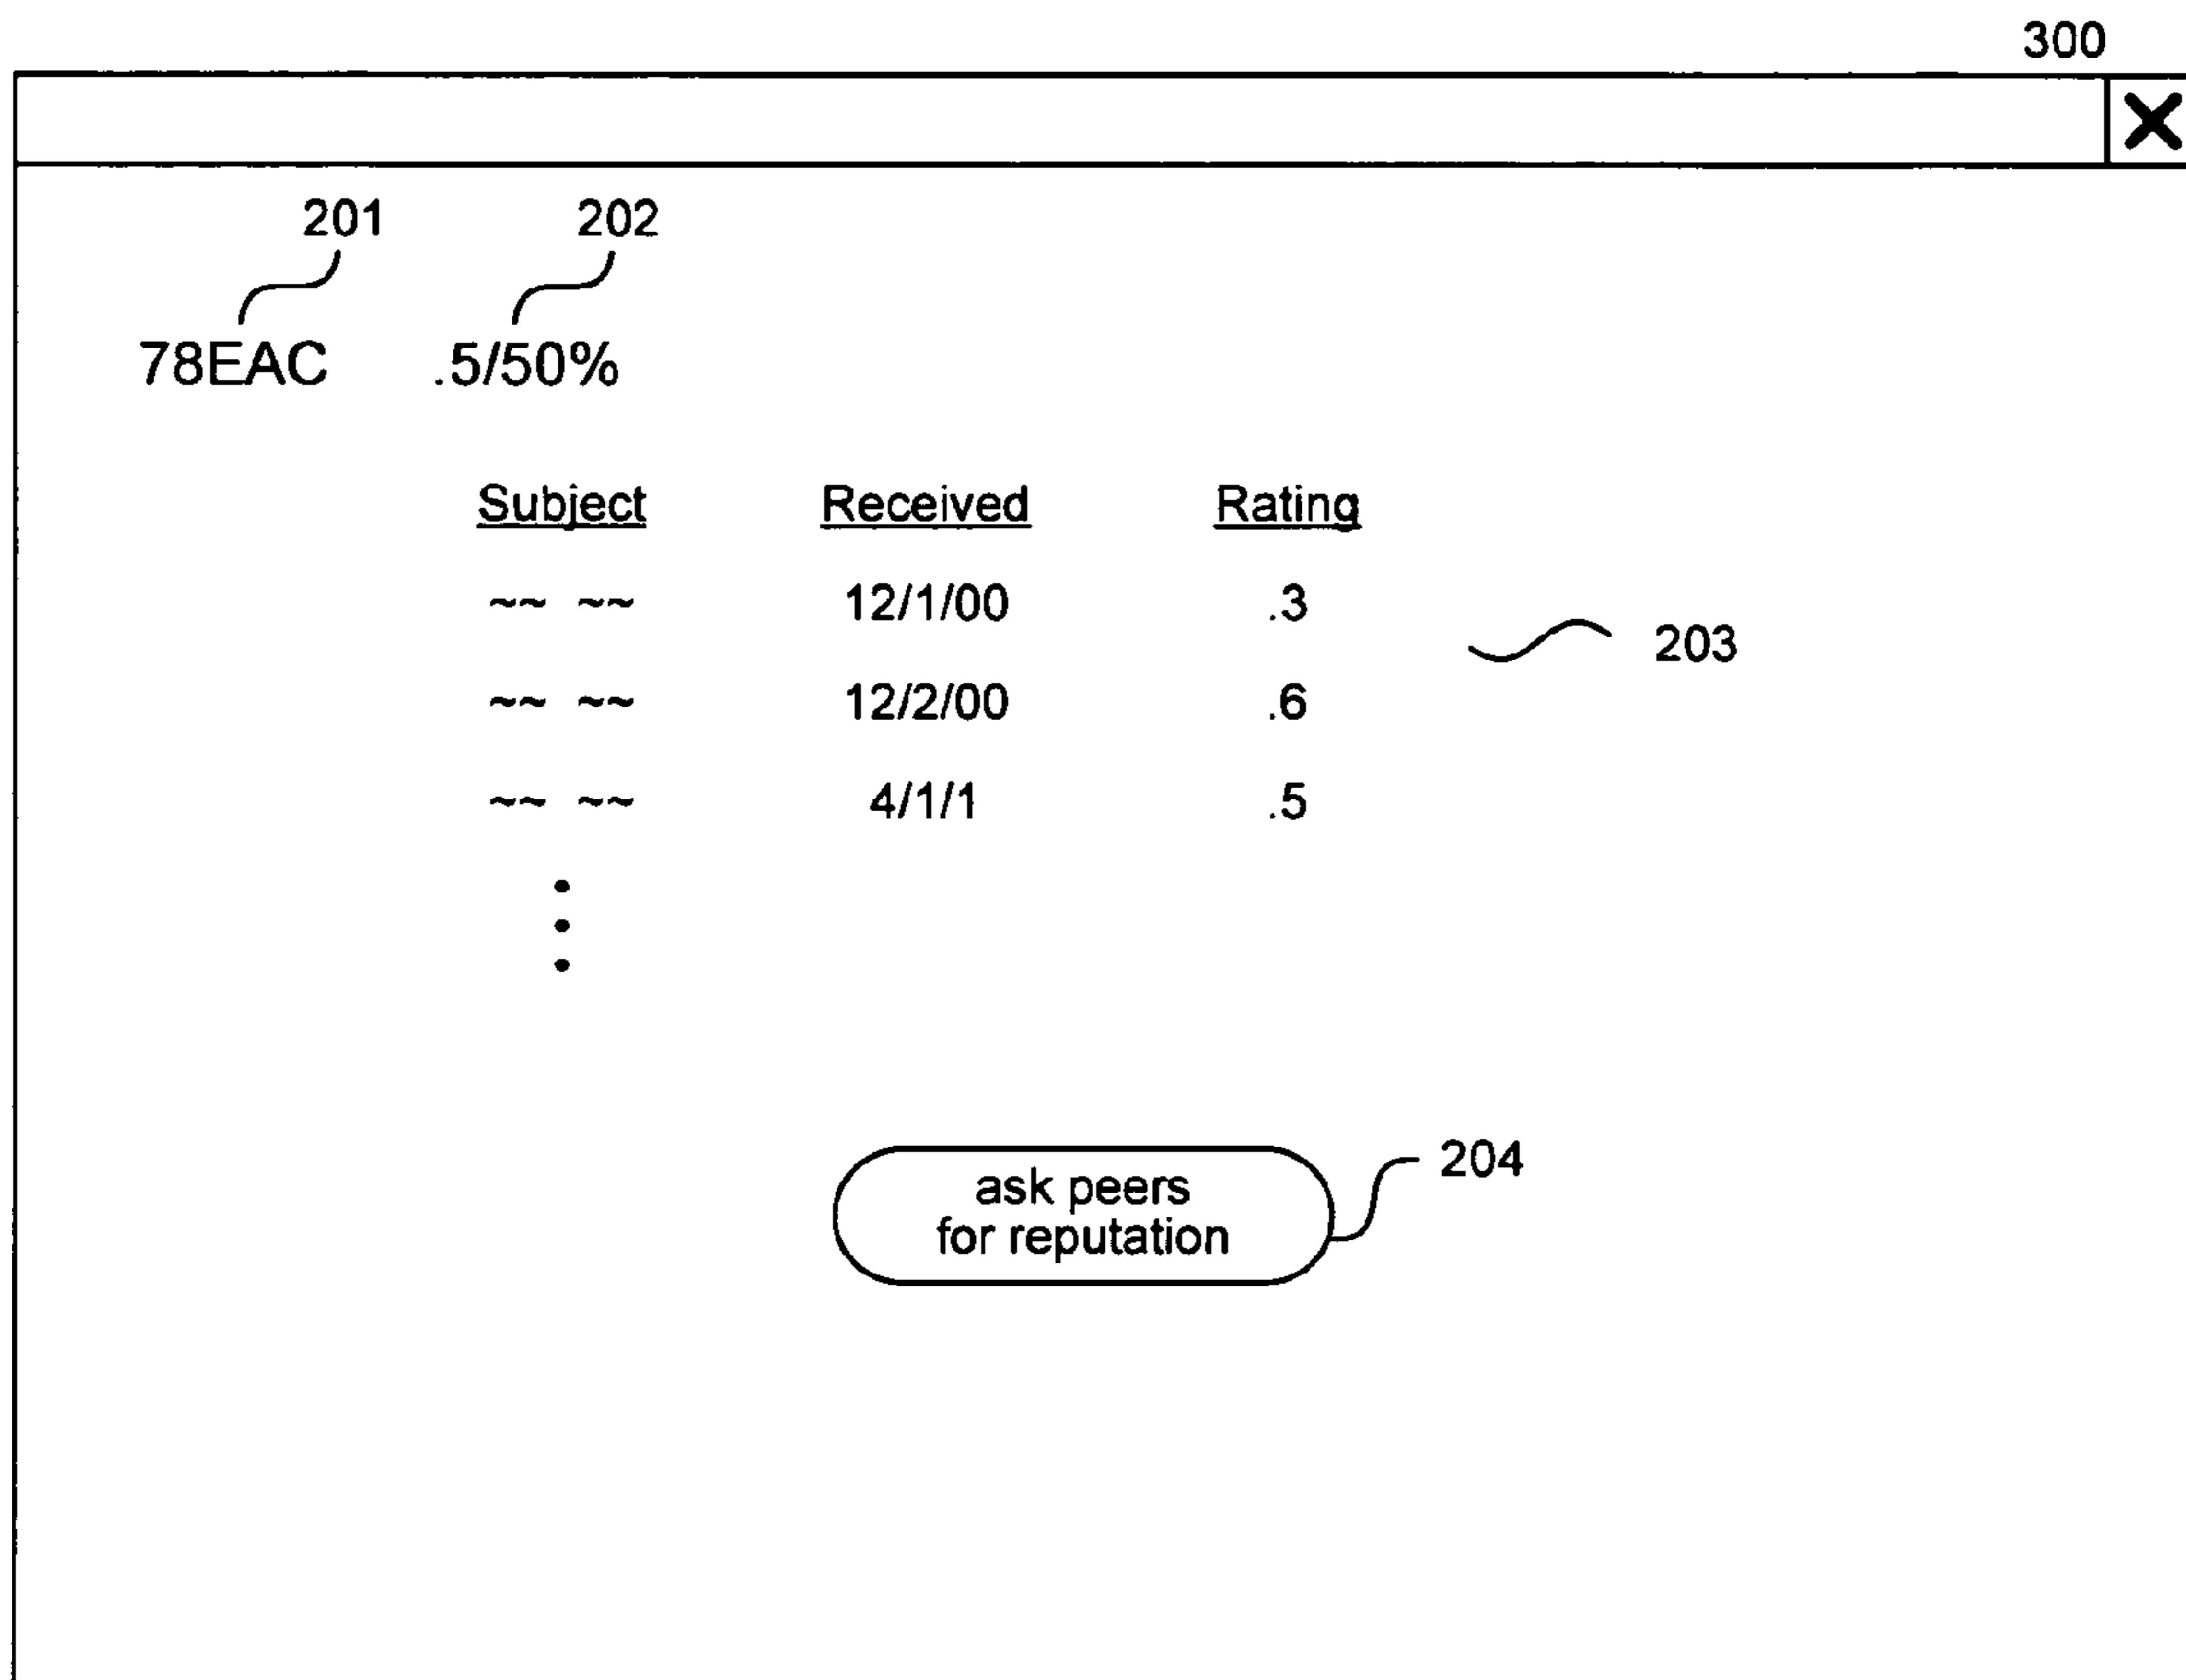 300
201 202
78EAC .5/50%
Subject Received Rating
~~ ~~ 12/1/00 .3
203
~~ ~~ 12/2/00 .6
~~ ~~ 4/1/1 .5
ask peers
for reputation
204